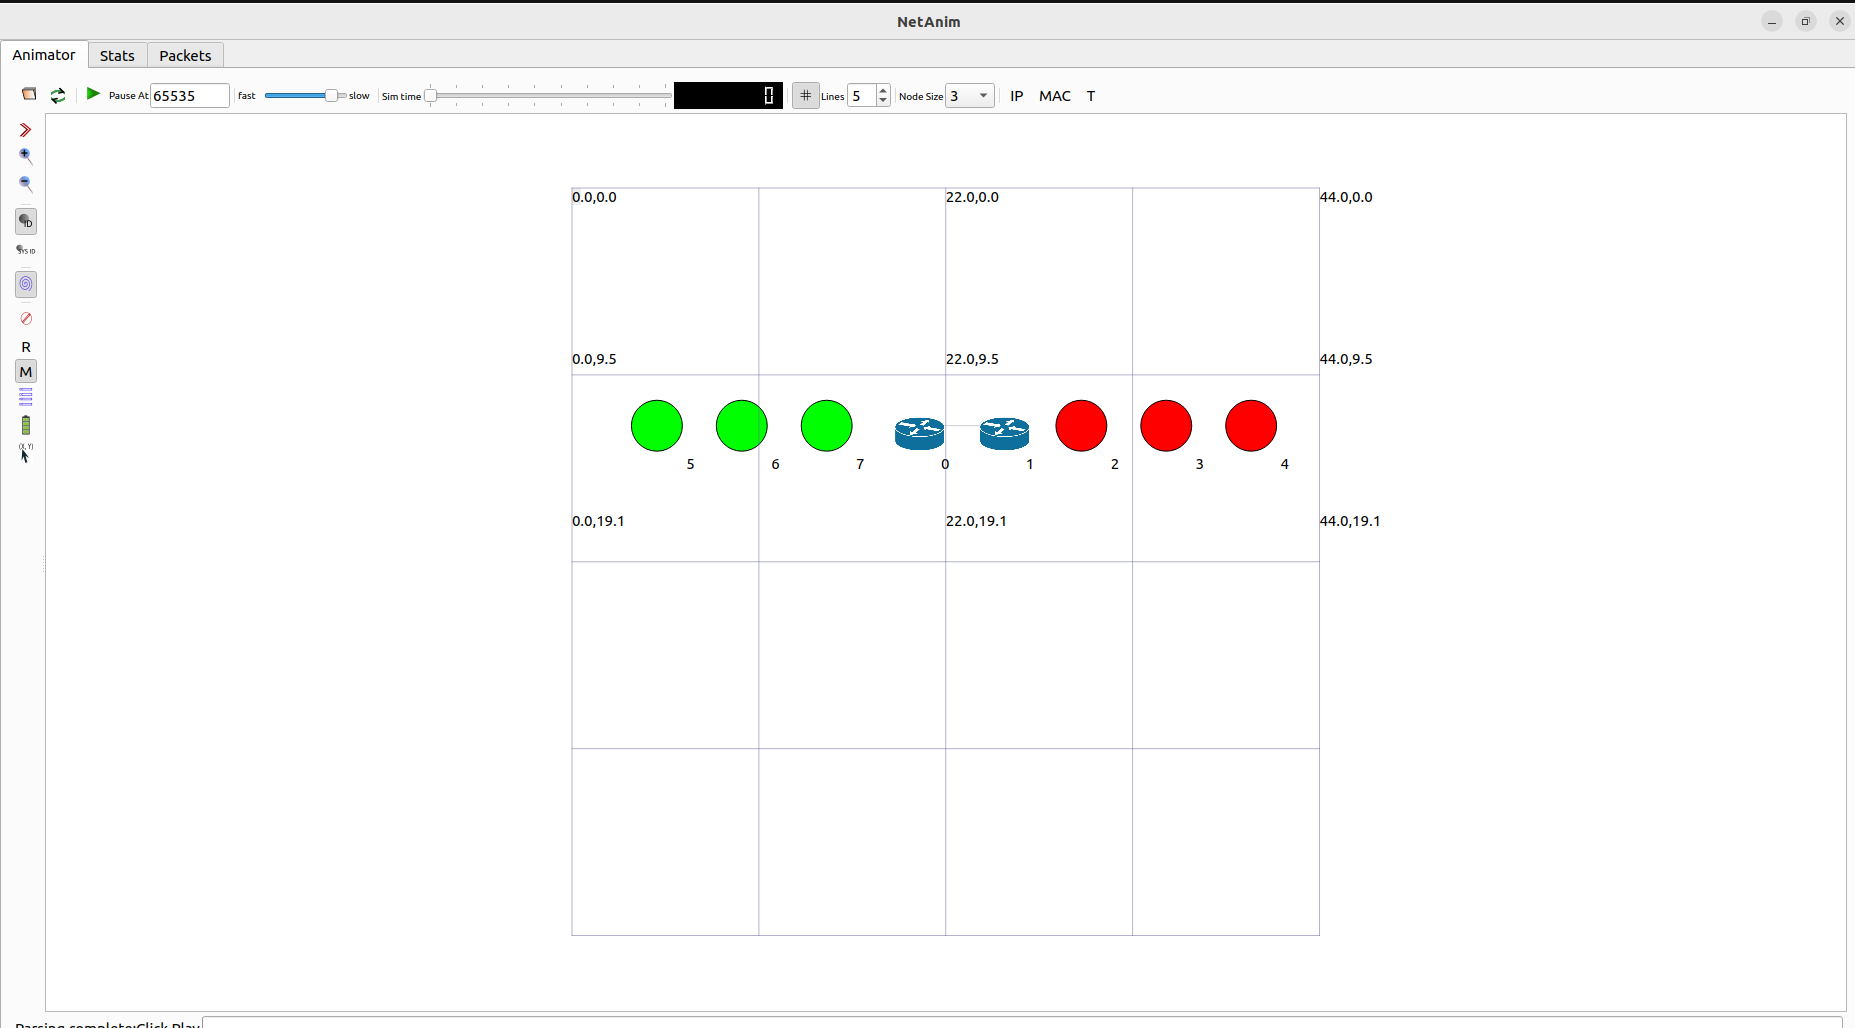 NetAnim
Animator Stats Packets
Pause At 65535 fast slow Sim time 0 # Lines 5 Node Size 3 IP MAC T
ID
SYS ID
R
M
(X, Y)
0.0,0.0 22.0,0.0 44.0,0.0
0.0,9.5 22.0,9.5 44.0,9.5
5 6 7 0 1 2 3 4
0.0,19.1 22.0,19.1 44.0,19.1
Parsing complete:Click Play